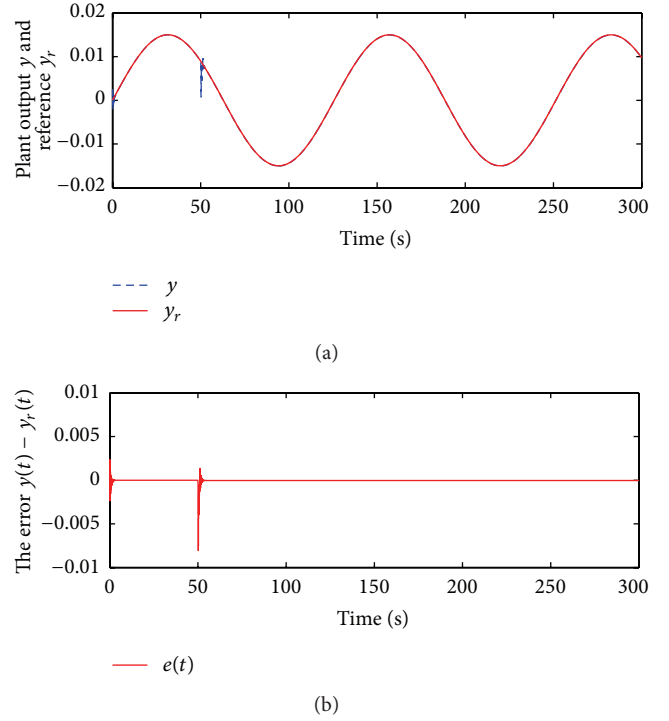 Plant output y and
reference y_r
0.02
0.01
0
−0.01
−0.02
0 50 100 150 200 250 300
Time (s)
y
y_r
(a)
The error y(t) − y_r(t)
0.01
0.005
0
−0.005
−0.01
0 50 100 150 200 250 300
Time (s)
e(t)
(b)